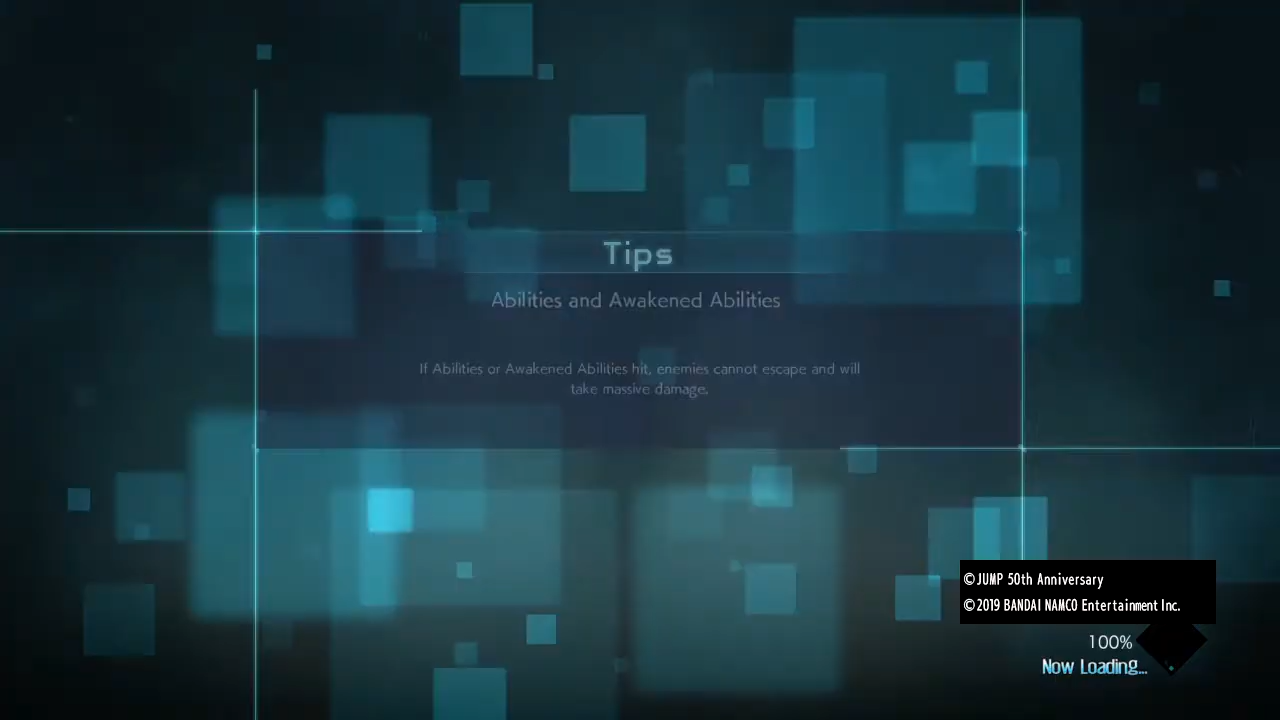 Tips
Abilities and Awakened Abilities
If Abilities or Awakened Abilities hit, enemies cannot escape and will
take massive damage.
©JUMP 50th Anniversary
©2019 BANDAI NAMCO Entertainment Inc.
100%
Now Loading...